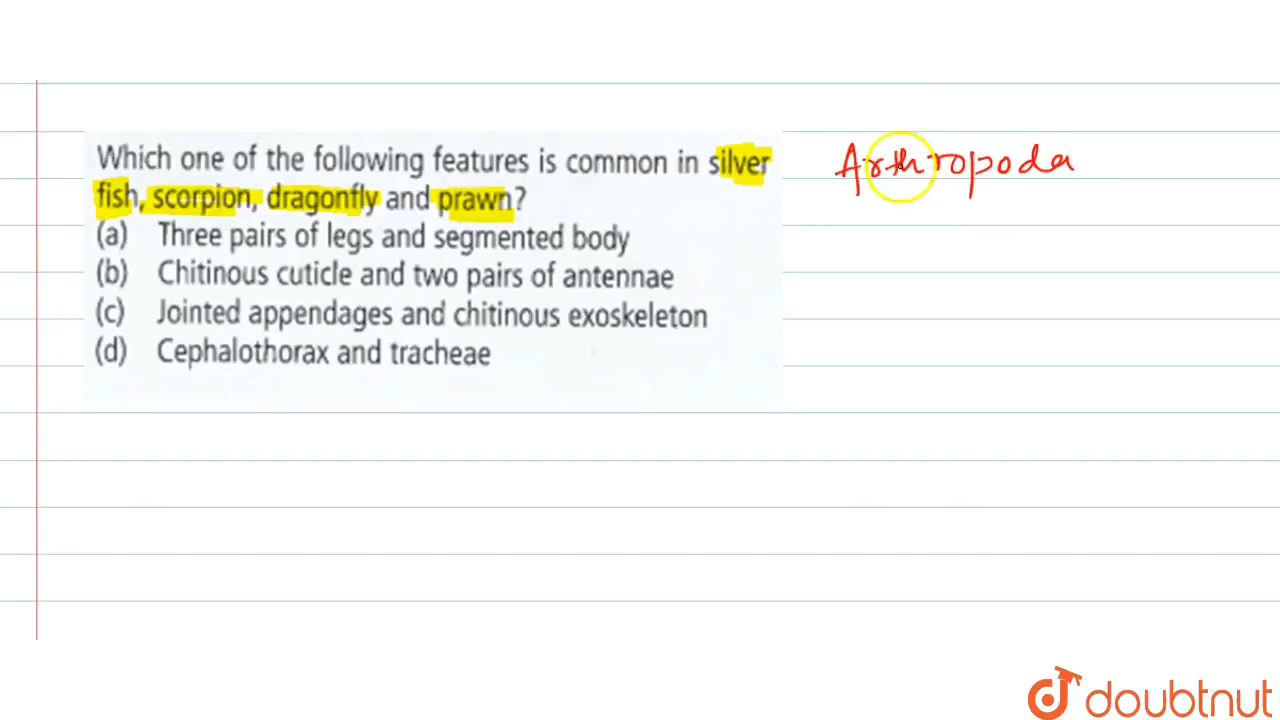 Which one of the following features is common in silver
fish, scorpion, dragonfly and prawn?
(a) Three pairs of legs and segmented body
(b) Chitinous cuticle and two pairs of antennae
(c) Jointed appendages and chitinous exoskeleton
(d) Cephalothorax and tracheae
Arthropoda
doubtnut